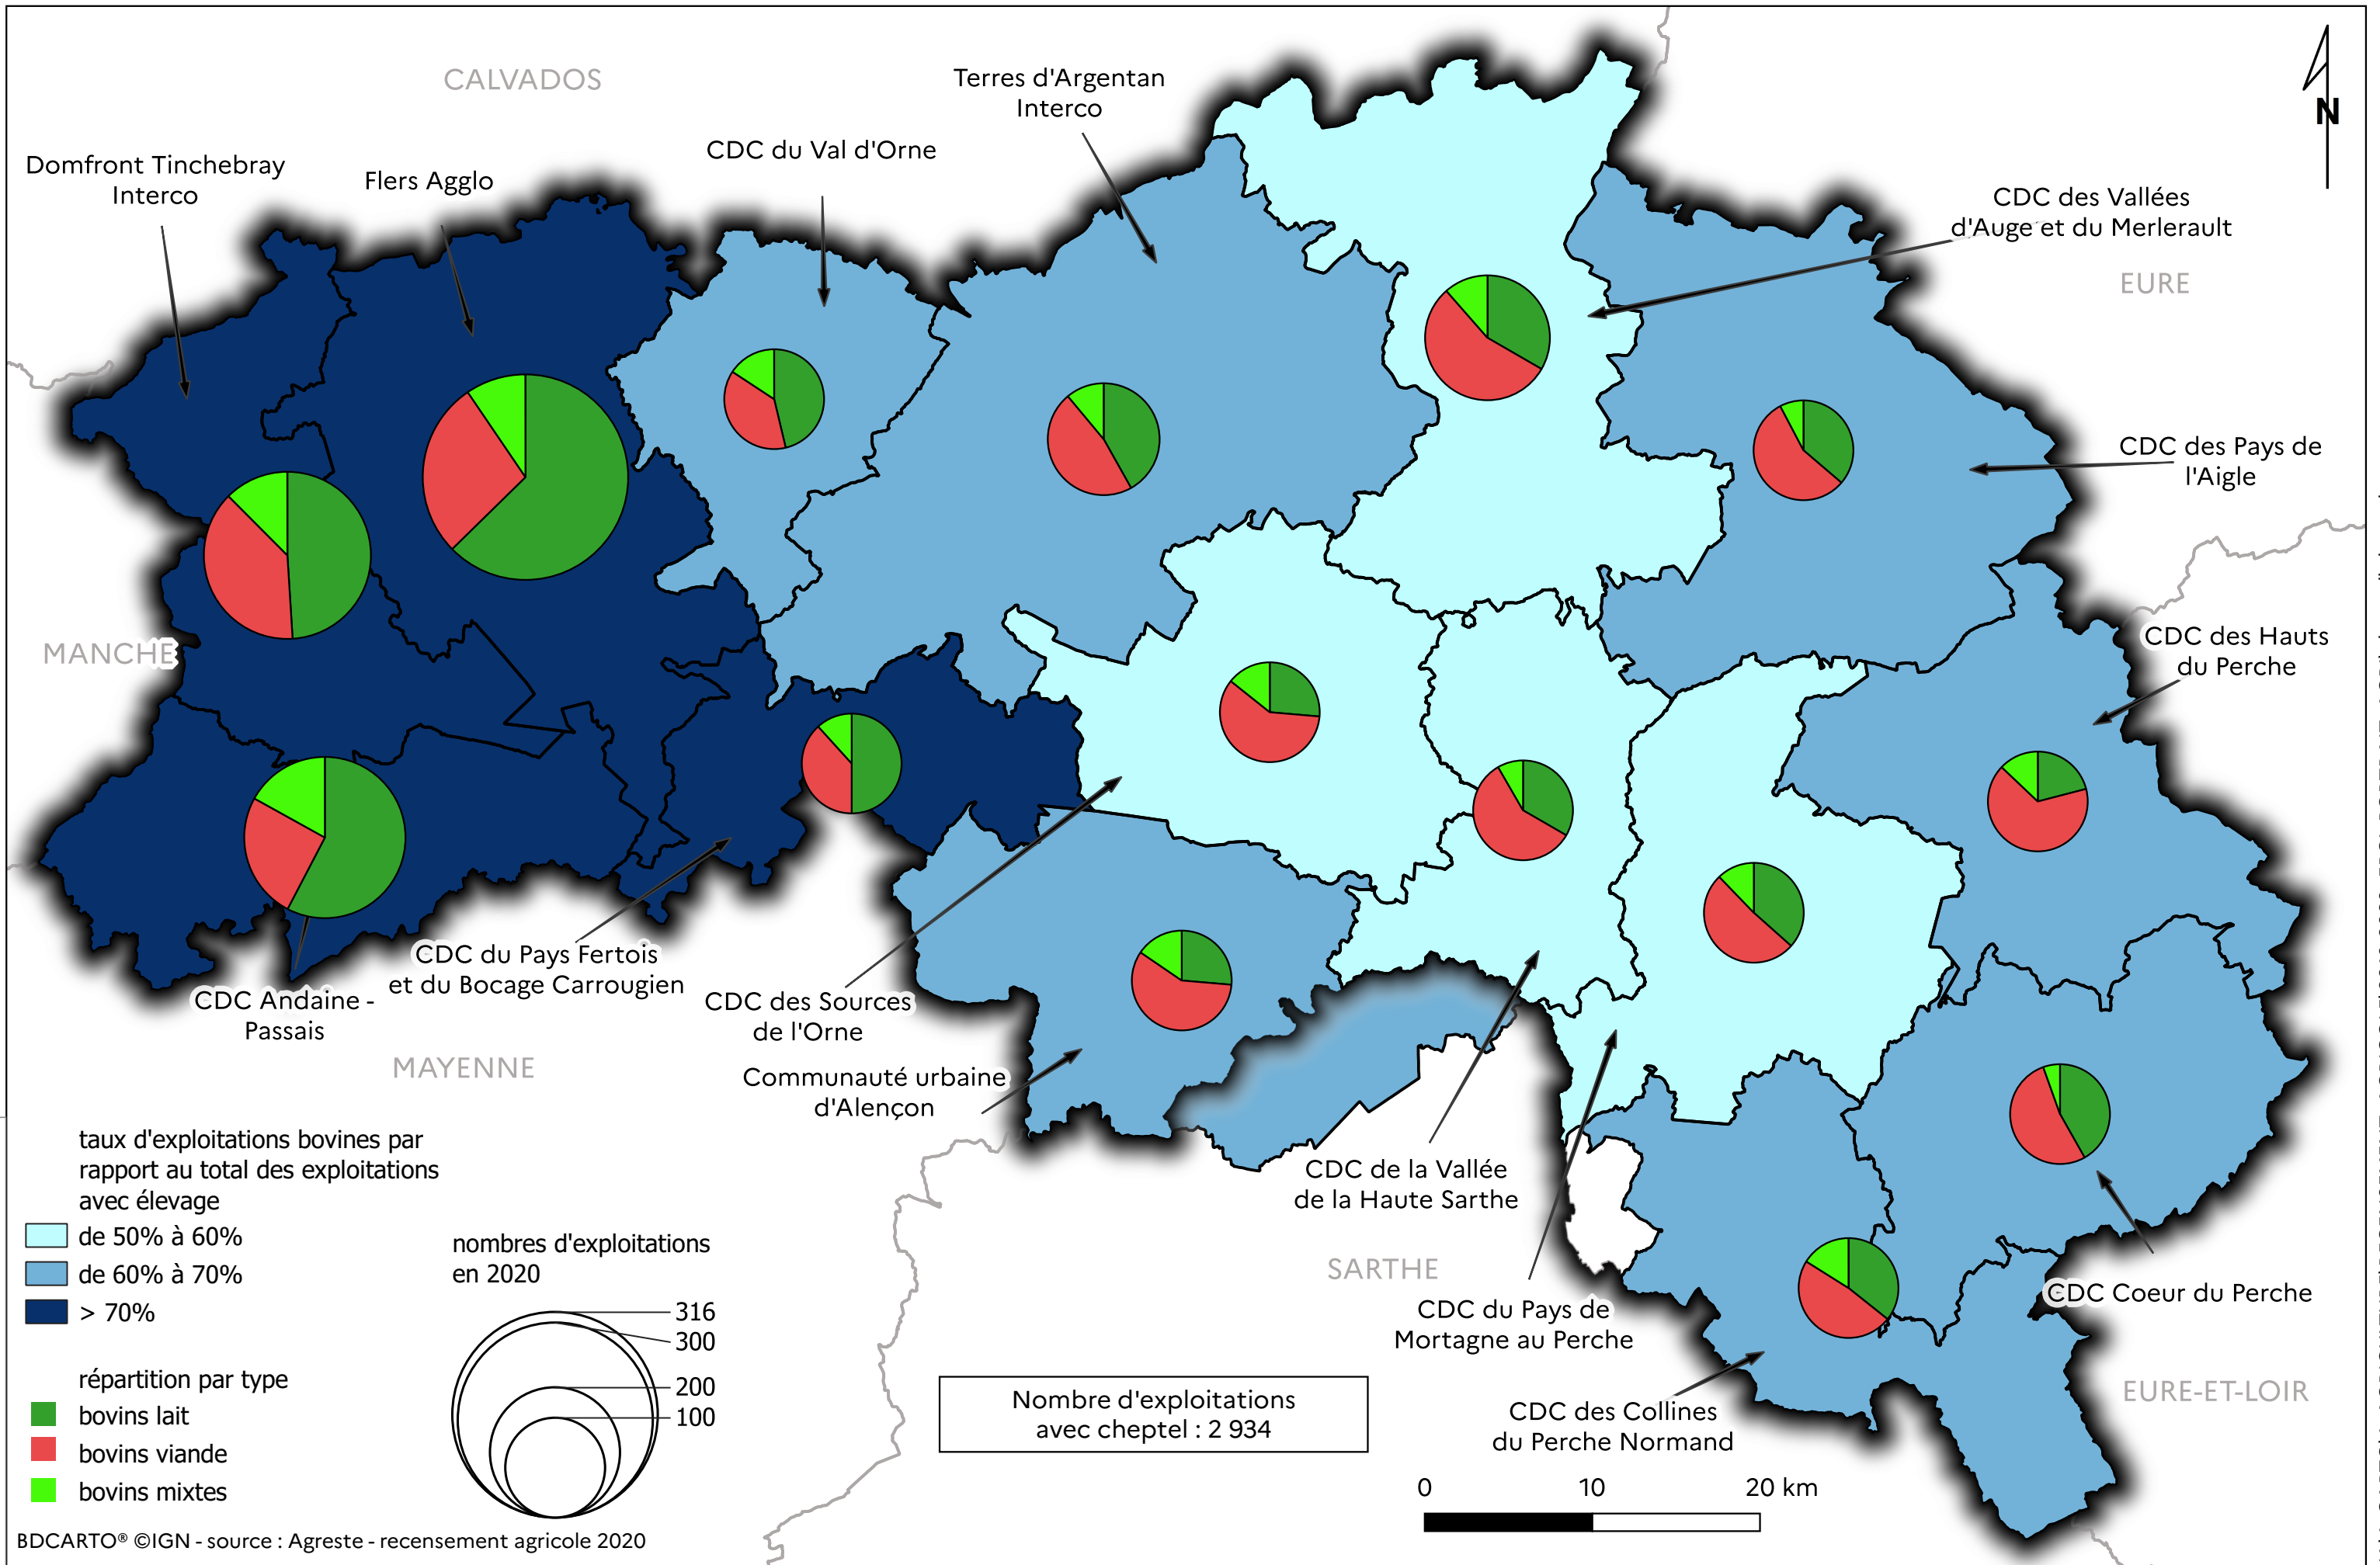 CALVADOS
Terres d'Argentan
Interco
N
Domfront Tinchebray
Interco
Flers Agglo
CDC du Val d'Orne
CDC des Vallées
d'Auge et du Merlerault
EURE
CDC des Pays de
l'Aigle
MANCHE
CDC des Hauts
du Perche
CDC du Pays Fertois
et du Bocage Carrougien
CDC Andaine -
Passais
CDC des Sources
de l'Orne
MAYENNE
Communauté urbaine
d'Alençon
CDC de la Vallée
de la Haute Sarthe
SARTHE
CDC du Pays de
Mortagne au Perche
CDC Coeur du Perche
EURE-ET-LOIR
CDC des Collines
du Perche Normand
taux d'exploitations bovines par
rapport au total des exploitations
avec élevage
de 50% à 60%
de 60% à 70%
> 70%
répartition par type
bovins lait
bovins viande
bovins mixtes
nombres d'exploitations
en 2020
316
300
200
100
Nombre d'exploitations
avec cheptel : 2 934
0 10 20 km
BDCARTO® ©IGN - source : Agreste - recensement agricole 2020